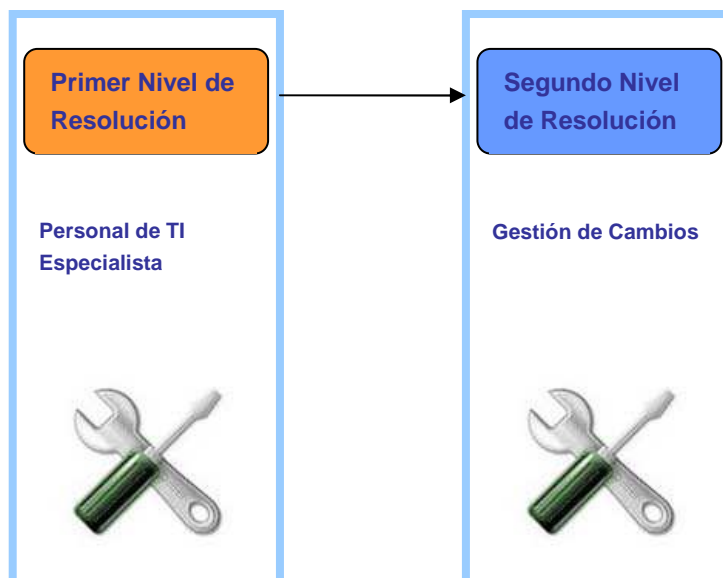 Primer Nivel de
Resolución
Segundo Nivel
de Resolución
Personal de TI
Especialista
Gestión de Cambios